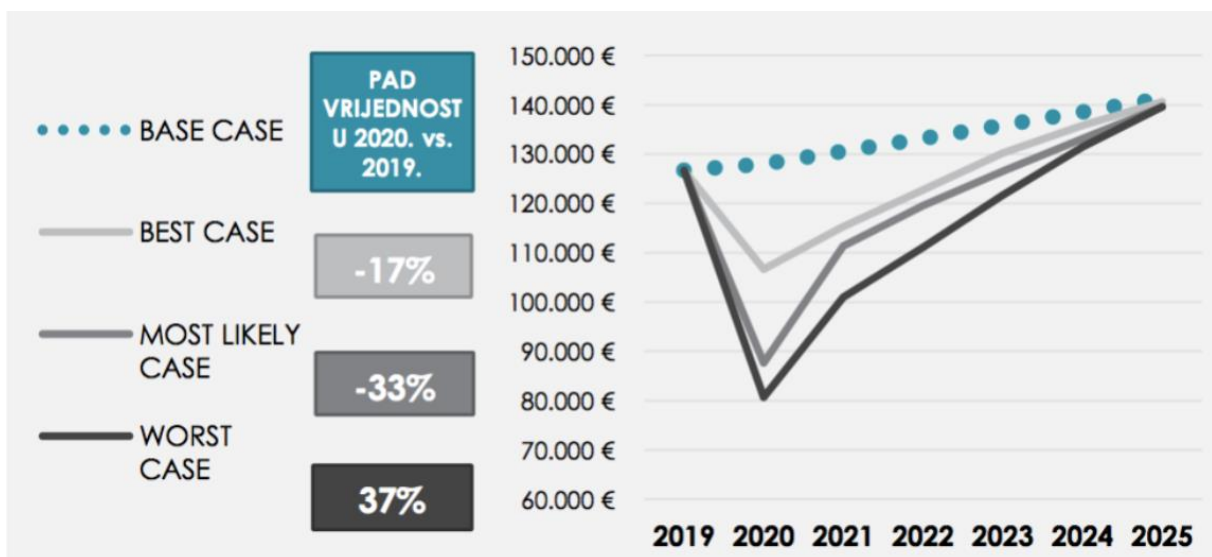 PAD
VRIJEDNOST
U 2020. vs.
2019.
BASE CASE
BEST CASE
-17%
MOST LIKELY
CASE
-33%
WORST
CASE
37%
150.000 €
140.000 €
130.000 €
120.000 €
110.000 €
100.000 €
90.000 €
80.000 €
70.000 €
60.000 €
2019 2020 2021 2022 2023 2024 2025